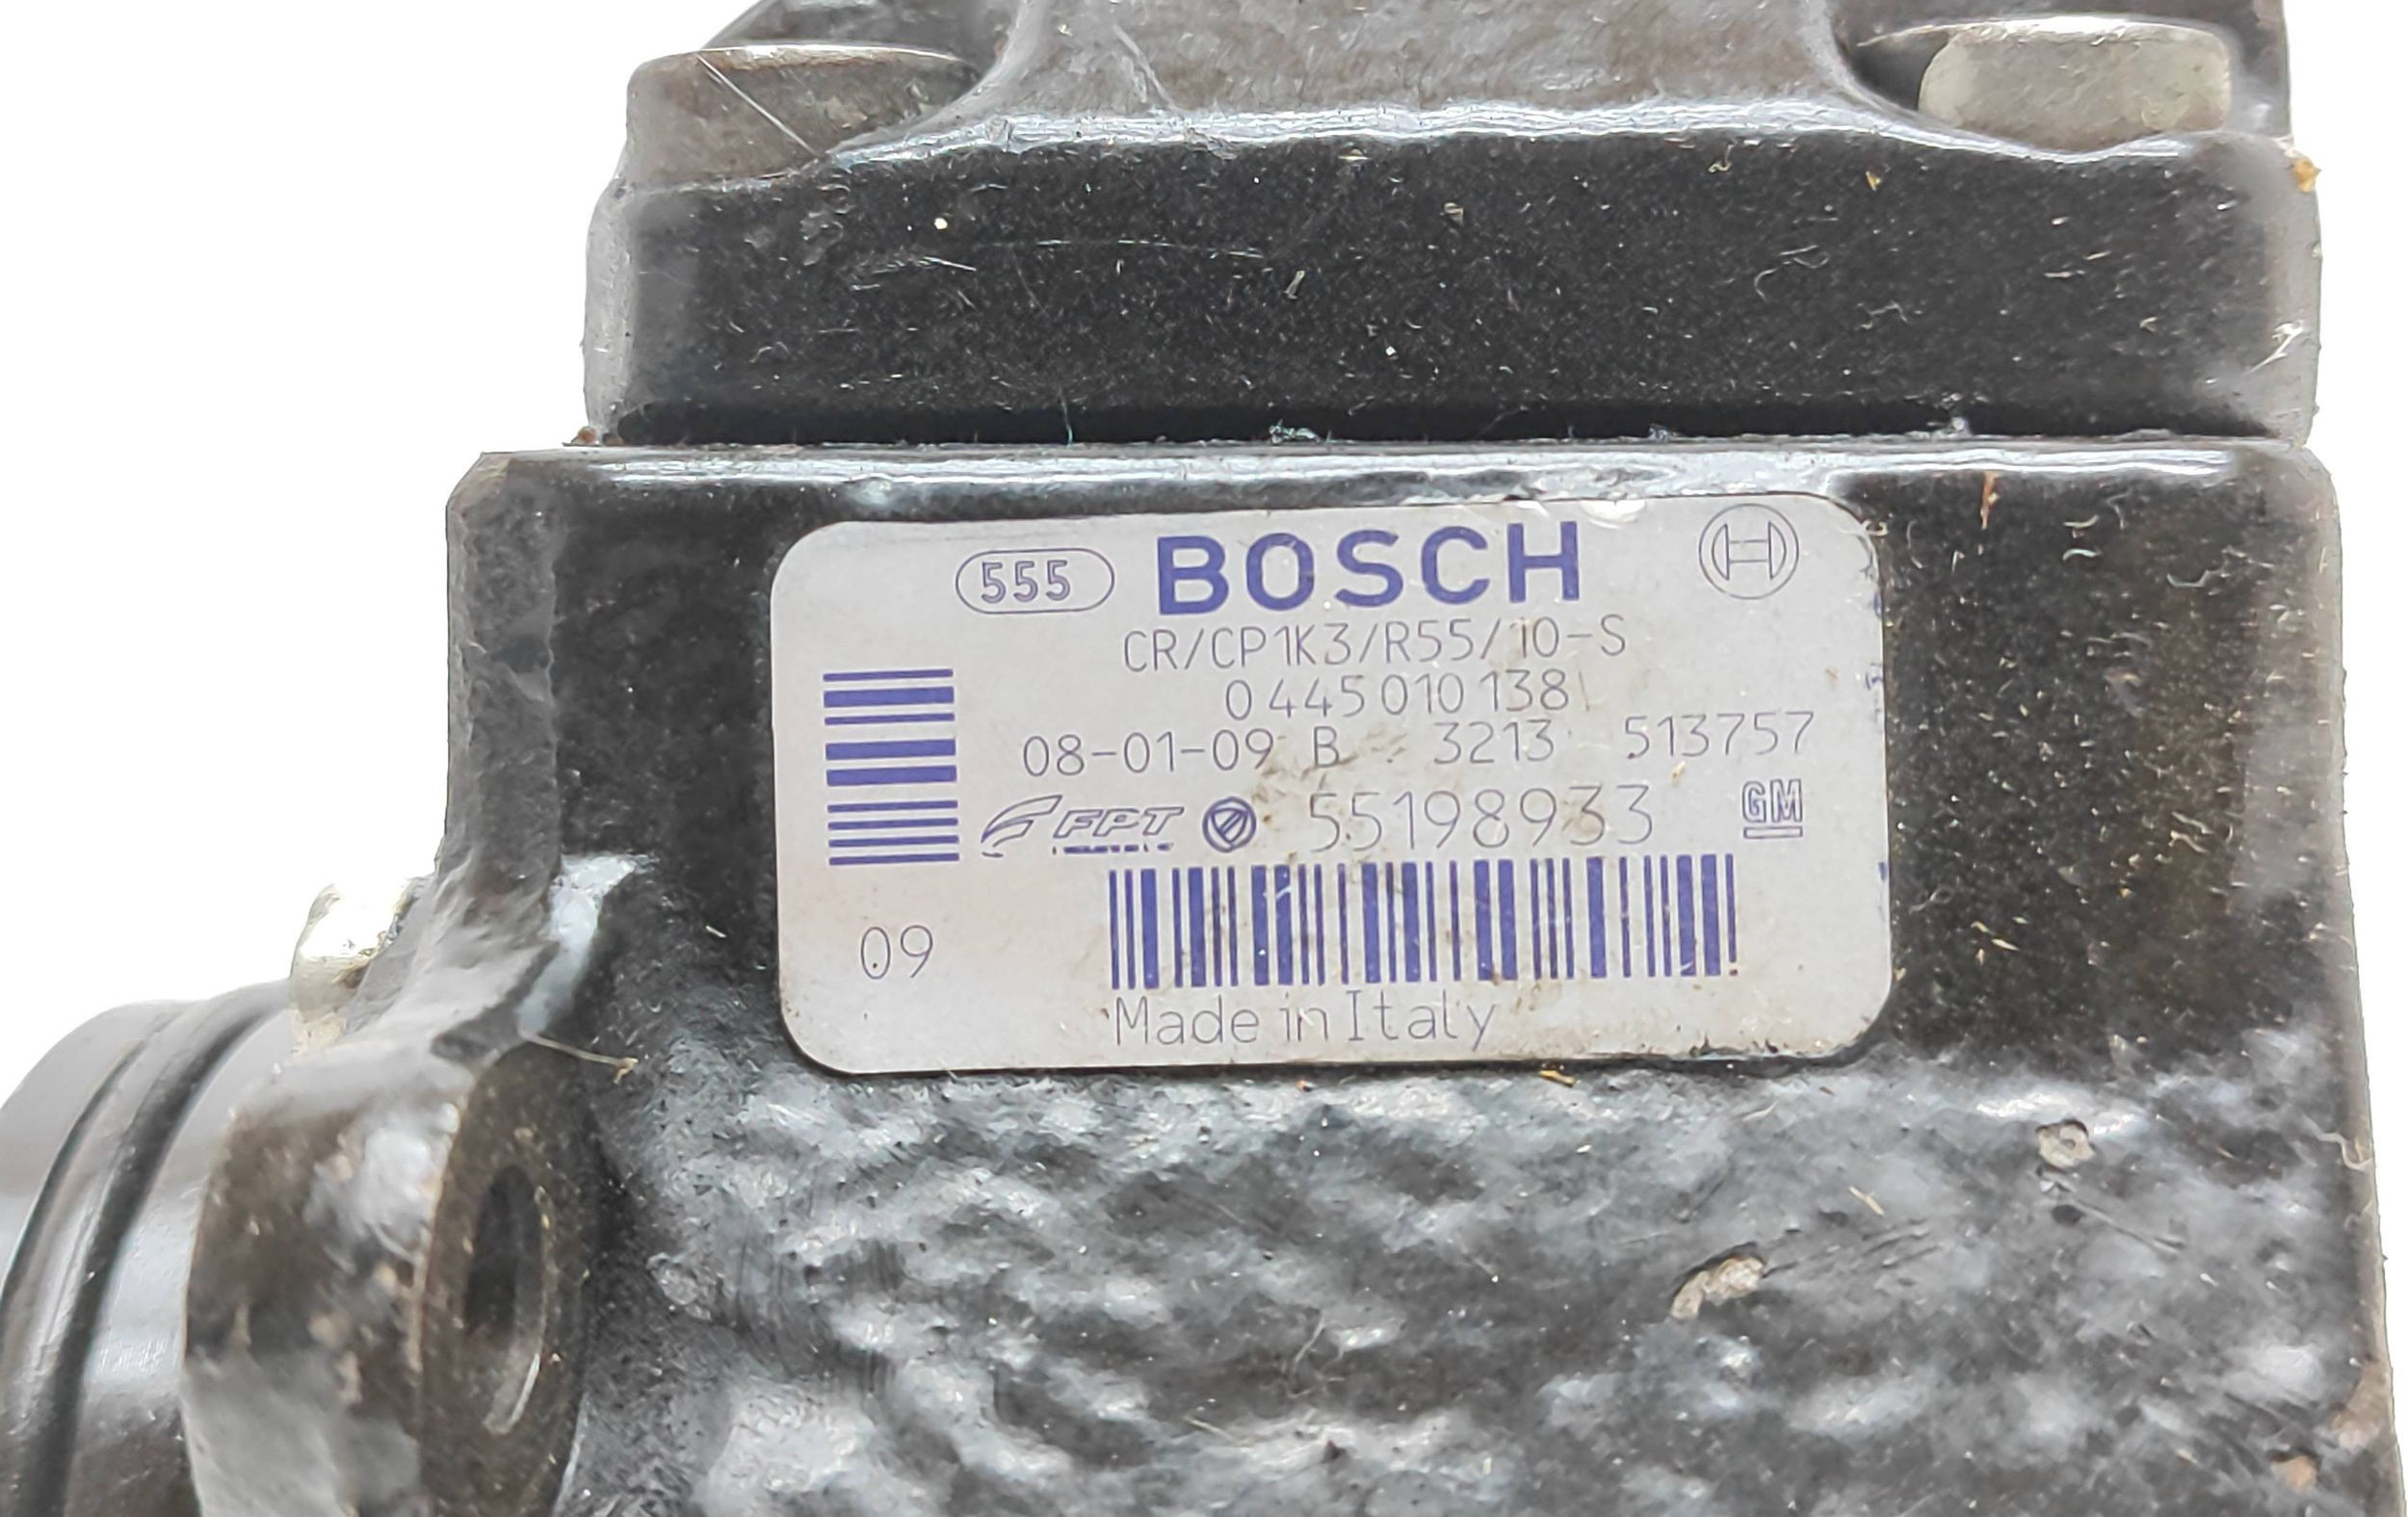 555 BOSCH
CR/CP1K3/R55/10-S
0 445 010 138
08-01-09 B 3213 513757
FPT 55198933 GM
09
Made in Italy